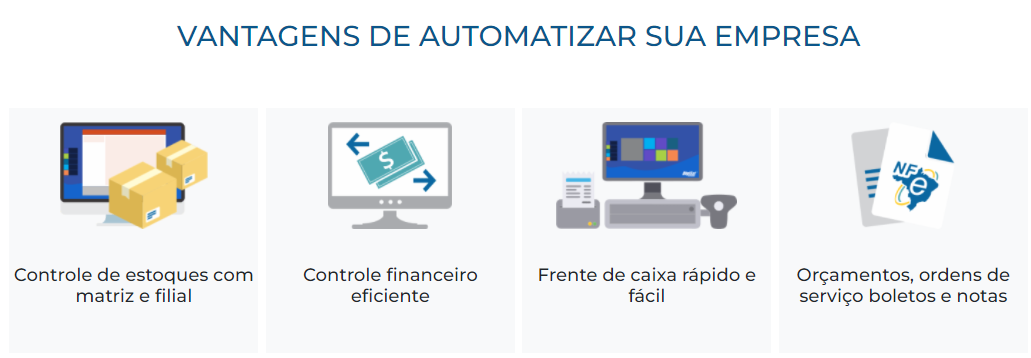 VANTAGENS DE AUTOMATIZAR SUA EMPRESA
$
NF
e
Controle de estoques com
matriz e filial
Controle financeiro
eficiente
Frente de caixa rápido e
fácil
Orçamentos, ordens de
serviço boletos e notas